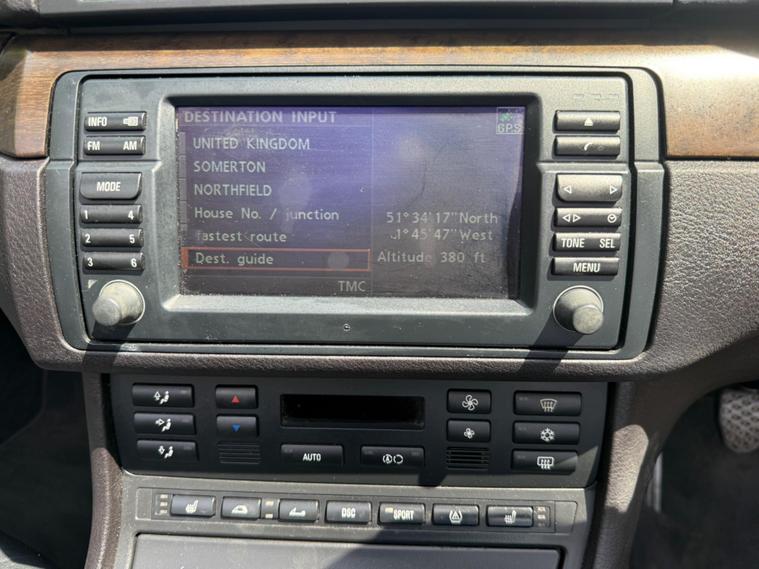 DESTINATION INPUT
GPS
UNITED KINGDOM
SOMERTON
NORTHFIELD
House No. / junction
51°34'17"North
fastest route
1°45'47"West
Dest. guide
Altitude 380 ft
TMC
INFO
FM AM
MODE
1 4
2 5
3 6
TONE SEL
MENU
AUTO
A
DSC
SPORT